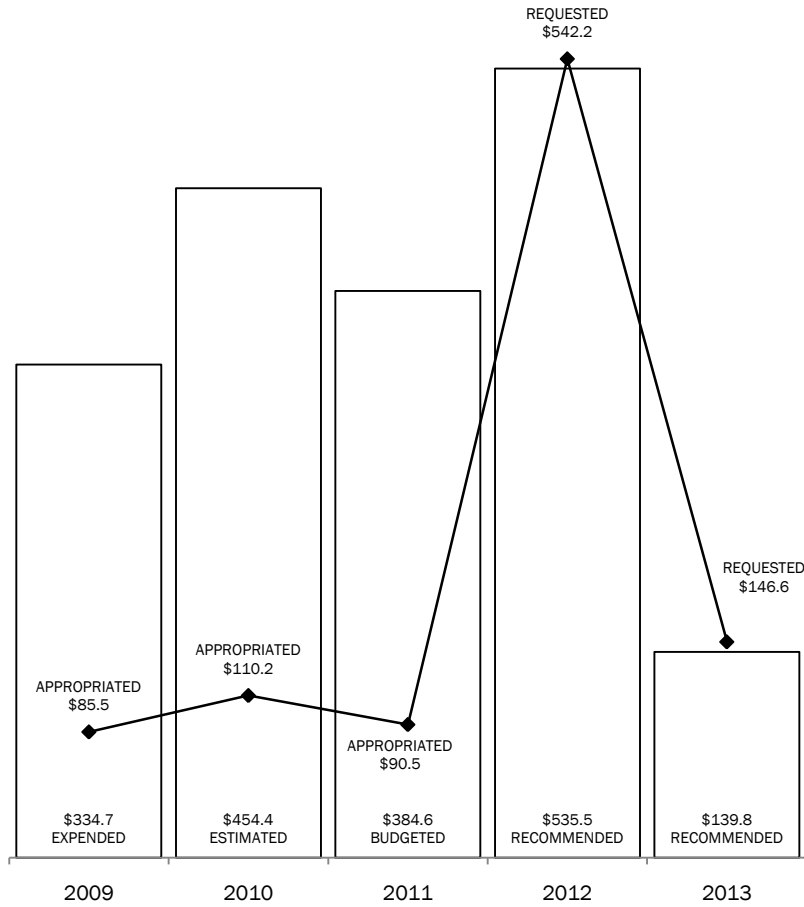 REQUESTED
$542.2
REQUESTED
$146.6
APPROPRIATED
$110.2
APPROPRIATED
$85.5
APPROPRIATED
$90.5
$334.7
EXPENDED
$454.4
ESTIMATED
$384.6
BUDGETED
$535.5
RECOMMENDED
$139.8
RECOMMENDED
2009
2010
2011
2012
2013